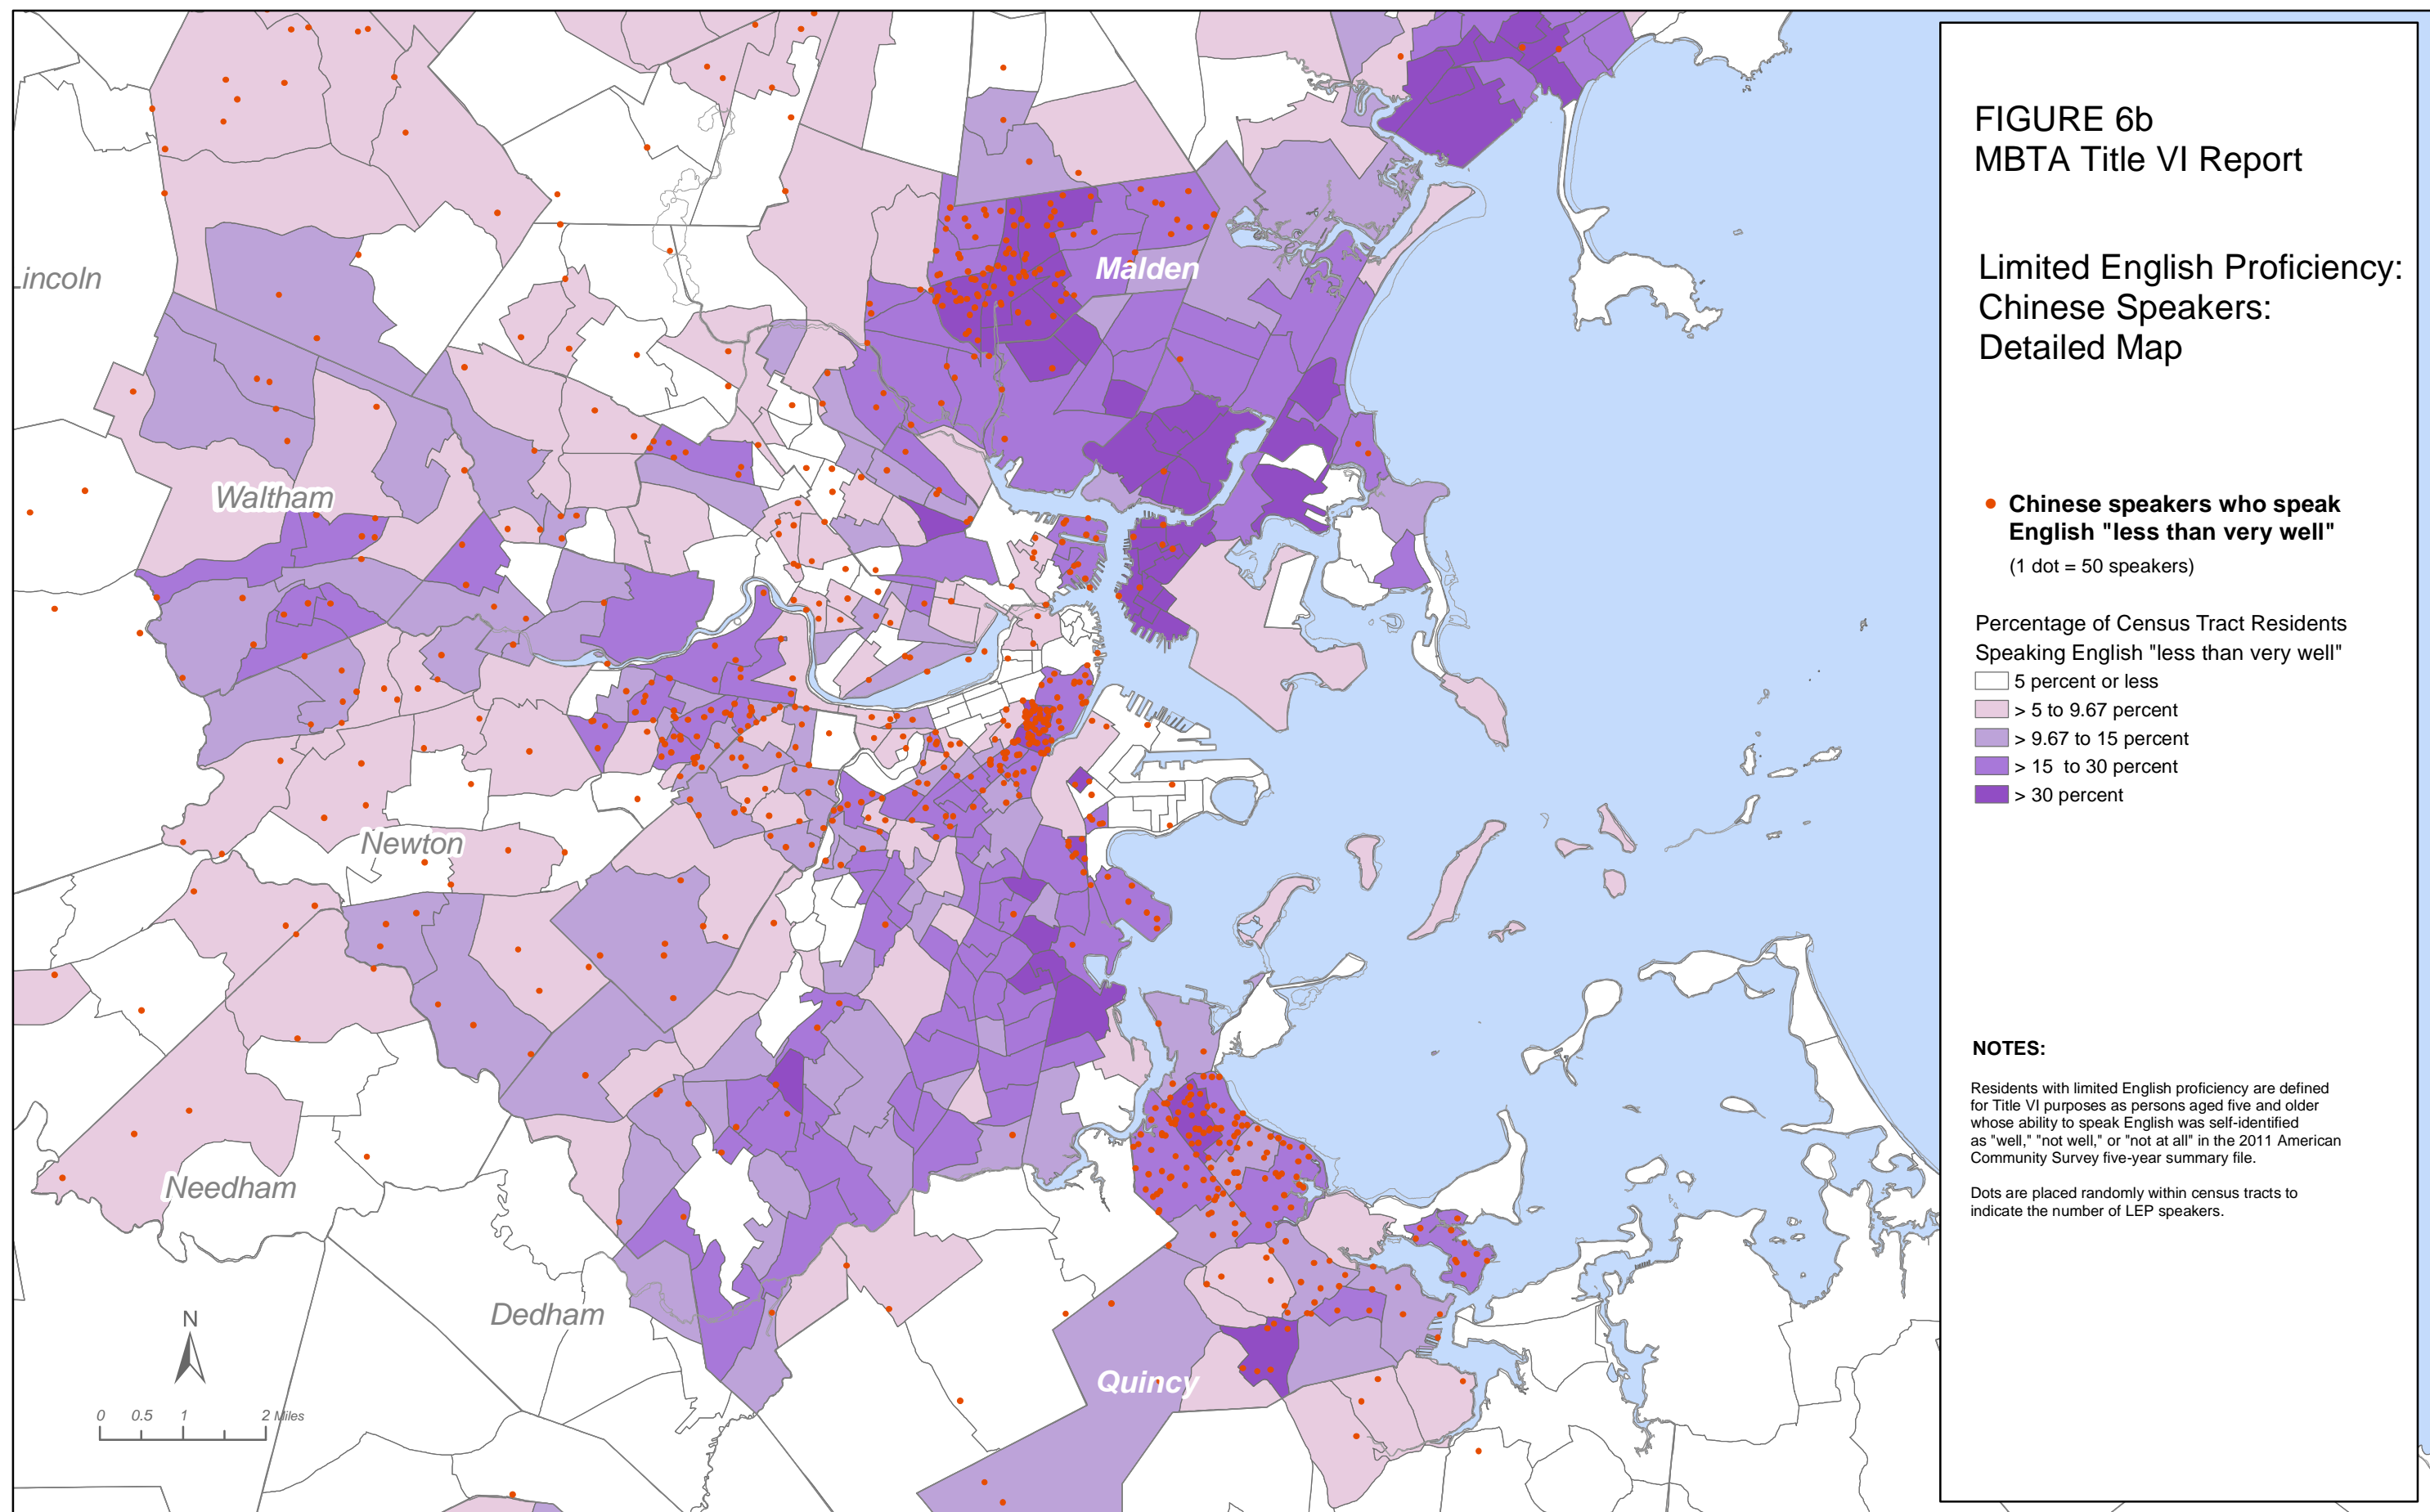 FIGURE 6b
MBTA Title VI Report
Limited English Proficiency:
Chinese Speakers:
Detailed Map
Chinese speakers who speak
English "less than very well"
(1 dot = 50 speakers)
Percentage of Census Tract Residents
Speaking English "less than very well"
5 percent or less
> 5 to 9.67 percent
> 9.67 to 15 percent
> 15 to 30 percent
> 30 percent
NOTES:
Residents with limited English proficiency are defined
for Title VI purposes as persons aged five and older
whose ability to speak English was self-identified
as "well," "not well," or "not at all" in the 2011 American
Community Survey five-year summary file.
Dots are placed randomly within census tracts to
indicate the number of LEP speakers.
Lincoln
Malden
Waltham
Newton
Needham
Dedham
Quincy
N
0 0.5 1 2 Miles